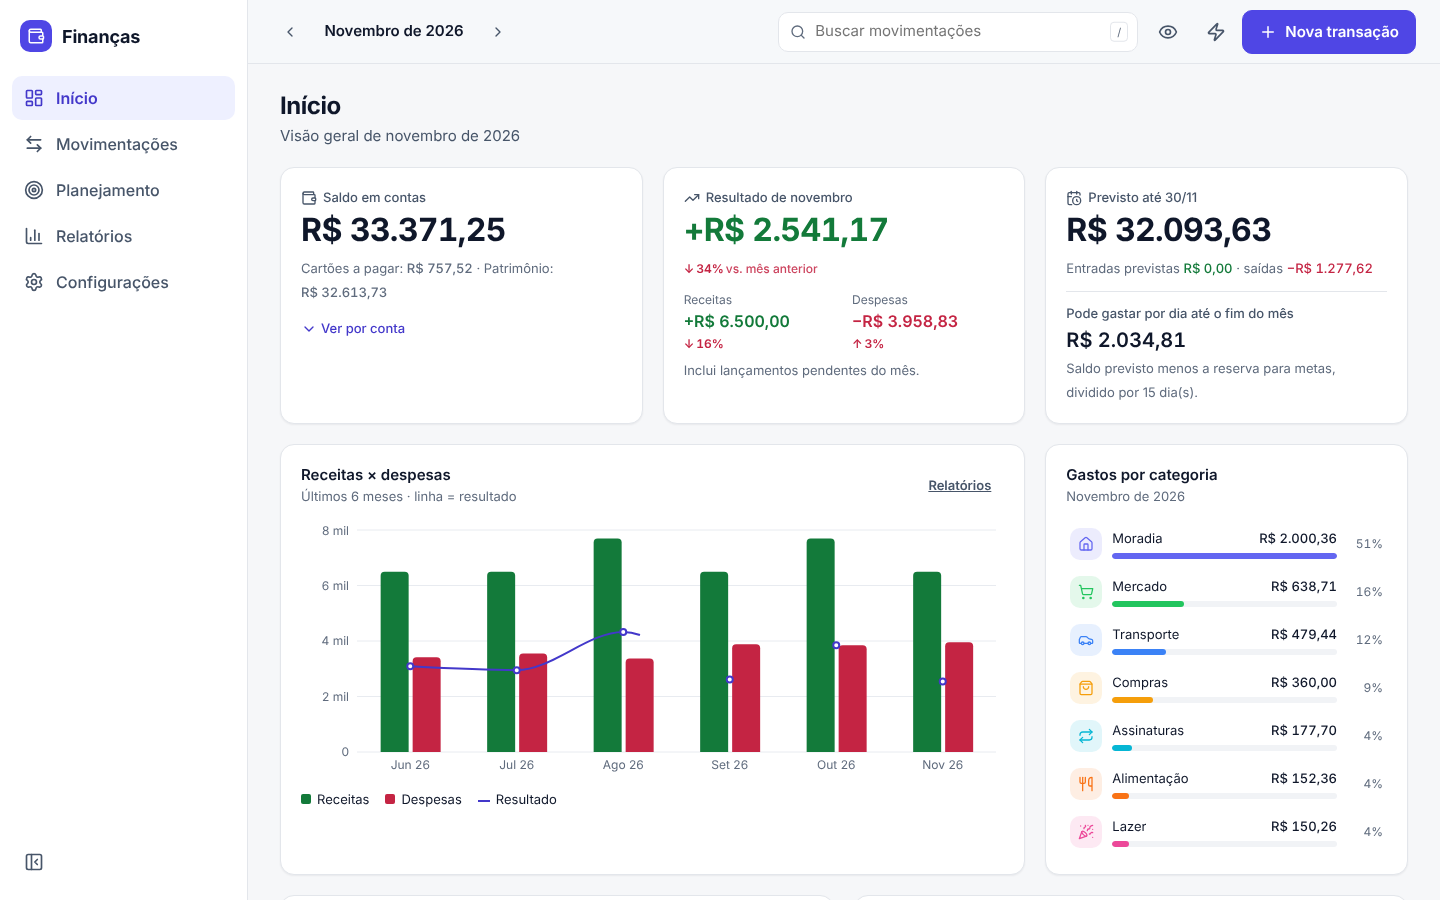 Finanças
Novembro de 2026
Buscar movimentações
/
Nova transação
Início
Movimentações
Planejamento
Relatórios
Configurações
Início
Visão geral de novembro de 2026
Saldo em contas
R$ 33.371,25
Cartões a pagar: R$ 757,52 · Patrimônio:
R$ 32.613,73
Ver por conta
Resultado de novembro
+R$ 2.541,17
↓ 34% vs. mês anterior
Receitas
+R$ 6.500,00
↓ 16%
Despesas
−R$ 3.958,83
↑ 3%
Inclui lançamentos pendentes do mês.
Previsto até 30/11
R$ 32.093,63
Entradas previstas R$ 0,00 · saídas −R$ 1.277,62
Pode gastar por dia até o fim do mês
R$ 2.034,81
Saldo previsto menos a reserva para metas,
dividido por 15 dia(s).
Receitas × despesas
Últimos 6 meses · linha = resultado
Relatórios
8 mil
6 mil
4 mil
2 mil
0
Jun 26
Jul 26
Ago 26
Set 26
Out 26
Nov 26
Receitas
Despesas
Resultado
Gastos por categoria
Novembro de 2026
Moradia R$ 2.000,36 51%
Mercado R$ 638,71 16%
Transporte R$ 479,44 12%
Compras R$ 360,00 9%
Assinaturas R$ 177,70 4%
Alimentação R$ 152,36 4%
Lazer R$ 150,26 4%